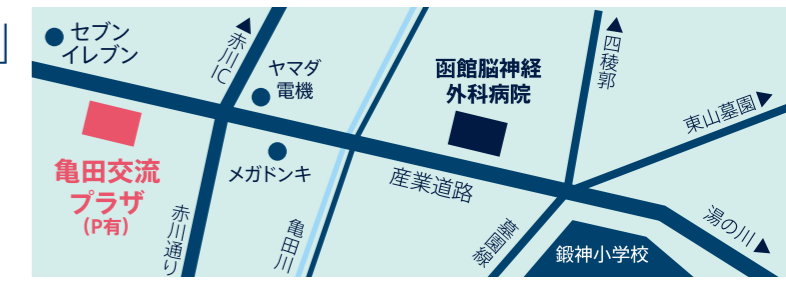 」
セブン
イレブン
▲赤川IC
ヤマダ
電機
函館脳神経
外科病院
▲四稜郭
東山墓園▶
亀田交流
プラザ
(P有)
メガドンキ
産業道路
赤川通り
亀田川
墓園線
鍛神小学校
湯の川▶